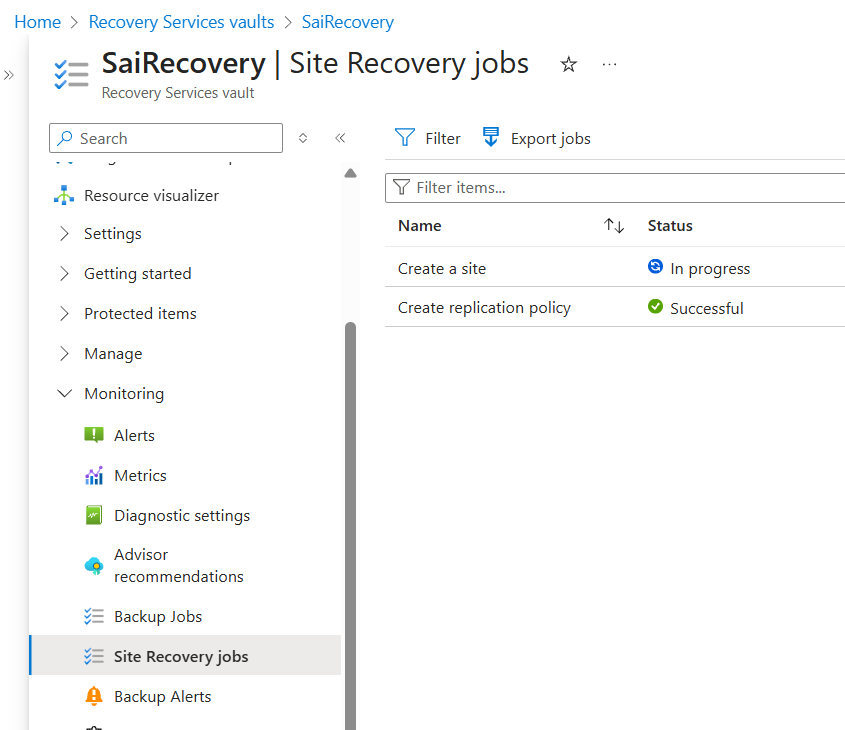 Home > Recovery Services vaults > SaiRecovery
SaiRecovery | Site Recovery jobs
Recovery Services vault
Search
Filter
Export jobs
Resource visualizer
Filter items...
Settings
Name
Status
Getting started
Create a site
In progress
Protected items
Create replication policy
Successful
Manage
Monitoring
Alerts
Metrics
Diagnostic settings
Advisor
recommendations
Backup Jobs
Site Recovery jobs
Backup Alerts